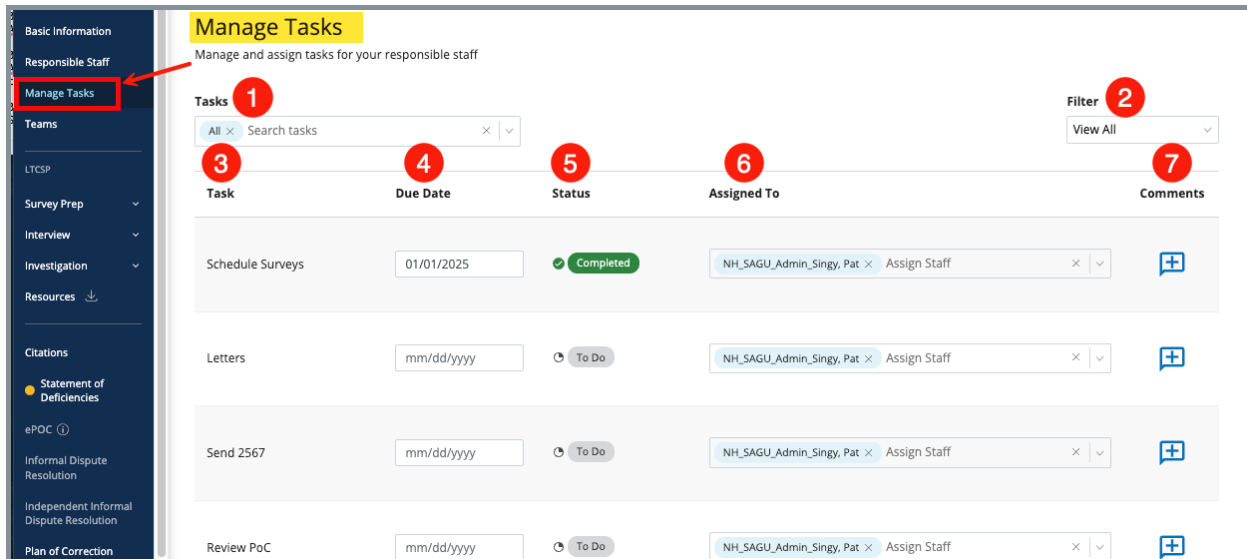 Basic Information
Responsible Staff
Manage Tasks
Teams
LTCSP
Survey Prep
Interview
Investigation
Resources
Citations
Statement of
Deficiencies
ePOC
Informal Dispute
Resolution
Independent Informal
Dispute Resolution
Plan of Correction
Manage Tasks
Manage and assign tasks for your responsible staff
Tasks 1
Filter 2
All × Search tasks
View All
3 4 5 6 7
Task Due Date Status Assigned To Comments
Schedule Surveys 01/01/2025 Completed NH_SAGU_Admin_Singy, Pat × Assign Staff
Letters mm/dd/yyyy To Do NH_SAGU_Admin_Singy, Pat × Assign Staff
Send 2567 mm/dd/yyyy To Do NH_SAGU_Admin_Singy, Pat × Assign Staff
Review PoC mm/dd/yyyy To Do NH_SAGU_Admin_Singy, Pat × Assign Staff